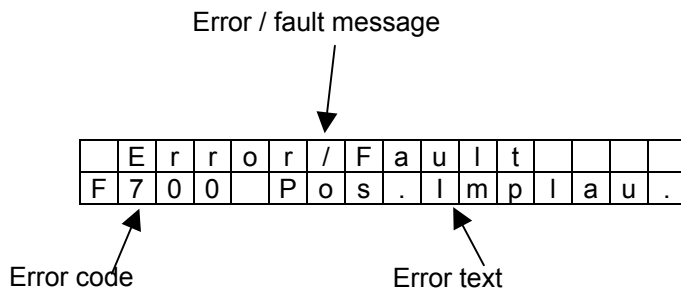 Error / fault message
Error/Fault
F700 Pos.Implau.
Error code
Error text